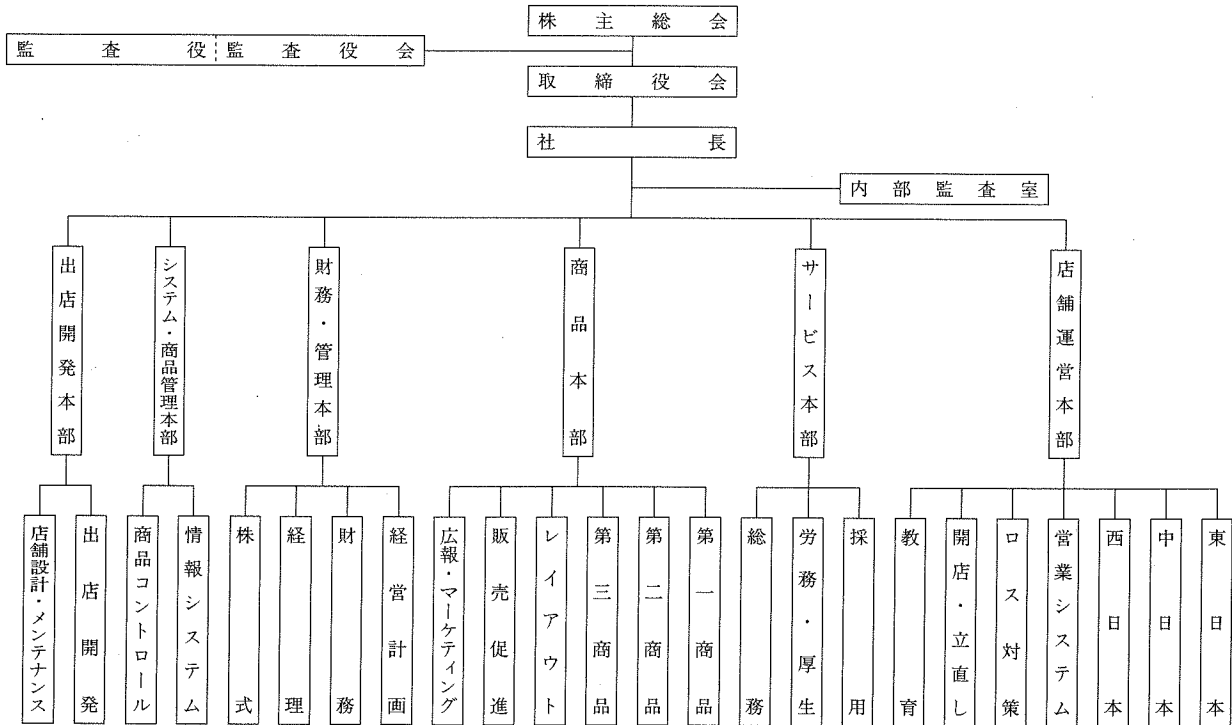 株主総会
監査役 監査役会
取締役会
社長
内部監査室
出店開発本部
システム・商品管理本部
財務・管理本部
商品本部
サービス本部
店舗運営本部
店舗設計・メンテナンス
出店開発
商品コントロール
情報システム
株式
経理
財務
経営計画
広報・マーケティング
販売促進
レイアウト
第三商品
第二商品
第一商品
総務
労務・厚生
採用
教育
開店・立直し
ロス対策
営業システム
西日本
中日本
東日本